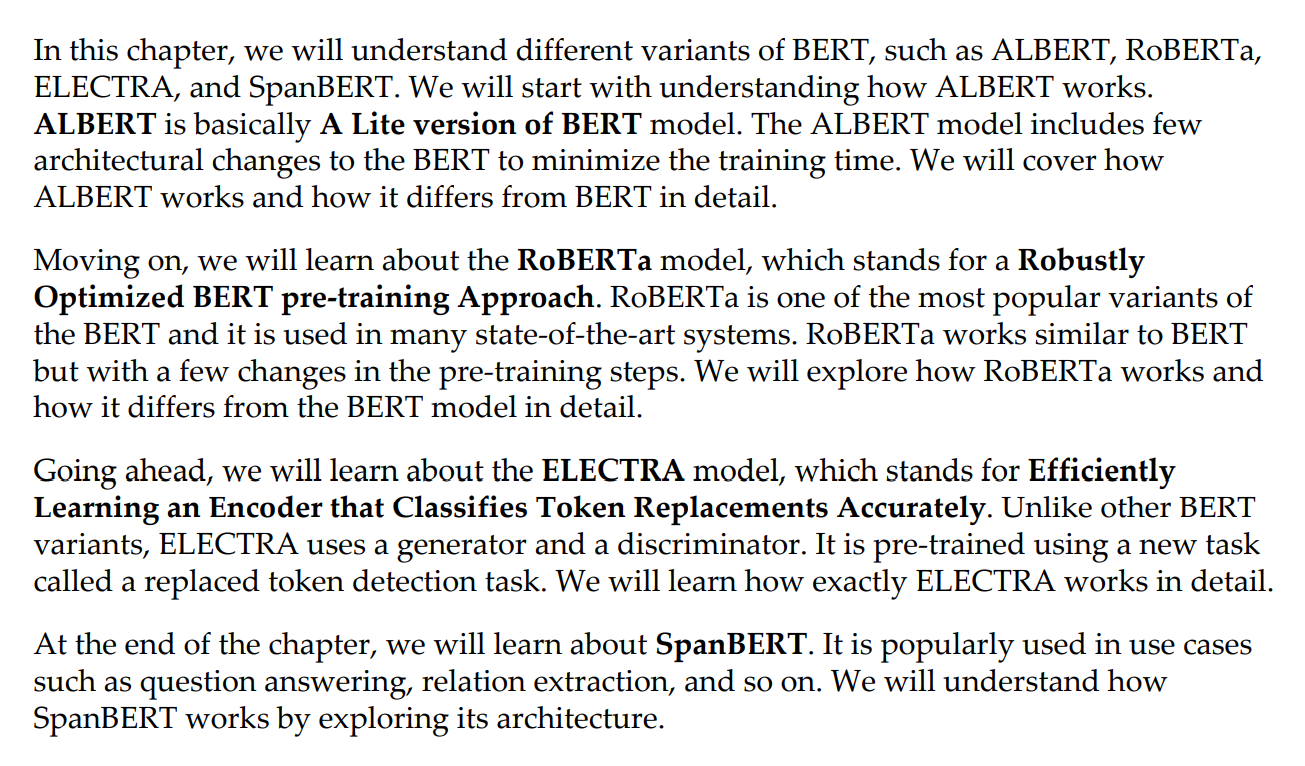 In this chapter, we will understand different variants of BERT, such as ALBERT, RoBERTa,
ELECTRA, and SpanBERT. We will start with understanding how ALBERT works.
ALBERT is basically A Lite version of BERT model. The ALBERT model includes few
architectural changes to the BERT to minimize the training time. We will cover how
ALBERT works and how it differs from BERT in detail.
Moving on, we will learn about the RoBERTa model, which stands for a Robustly
Optimized BERT pre-training Approach. RoBERTa is one of the most popular variants of
the BERT and it is used in many state-of-the-art systems. RoBERTa works similar to BERT
but with a few changes in the pre-training steps. We will explore how RoBERTa works and
how it differs from the BERT model in detail.
Going ahead, we will learn about the ELECTRA model, which stands for Efficiently
Learning an Encoder that Classifies Token Replacements Accurately. Unlike other BERT
variants, ELECTRA uses a generator and a discriminator. It is pre-trained using a new task
called a replaced token detection task. We will learn how exactly ELECTRA works in detail.
At the end of the chapter, we will learn about SpanBERT. It is popularly used in use cases
such as question answering, relation extraction, and so on. We will understand how
SpanBERT works by exploring its architecture.